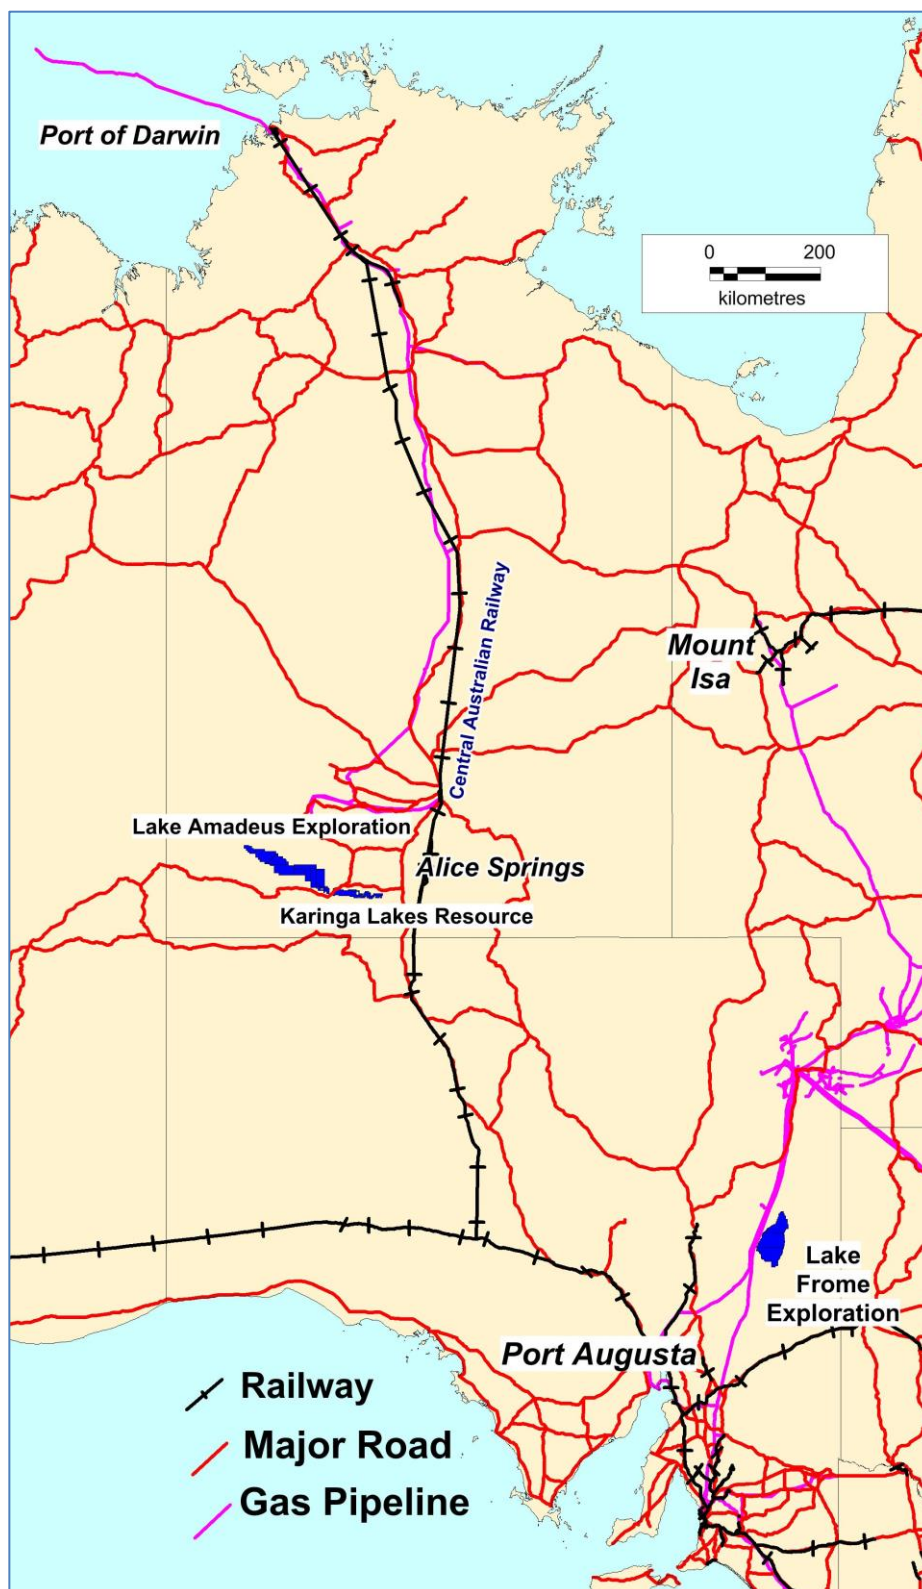 Port of Darwin
0 200
kilometres
Central Australian Railway
Mount
Isa
Lake Amadeus Exploration
Alice Springs
Karinga Lakes Resource
Lake
Frome
Exploration
Port Augusta
Railway
Major Road
Gas Pipeline